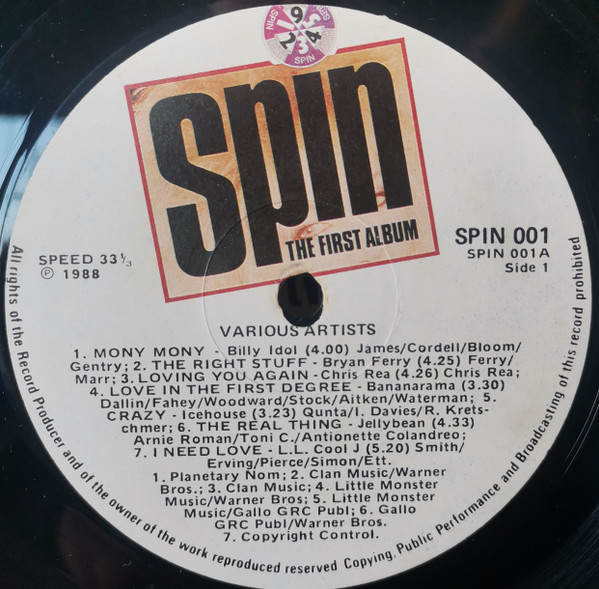 SPIN
SPIN
9
2
4
3
SPIN
Spin
THE FIRST ALBUM
SPEED 33⅓
Ⓟ 1988
SPIN 001
SPIN 001A
Side 1
VARIOUS ARTISTS
1. MONY MONY - Billy Idol (4.00) James/Cordell/Bloom/
Gentry; 2. THE RIGHT STUFF - Bryan Ferry (4.25) Ferry/
Marr; 3. LOVING YOU AGAIN - Chris Rea (4.26) Chris Rea;
4. LOVE IN THE FIRST DEGREE - Bananarama (3.30)
Dallin/Fahey/Woodward/Stock/Aitken/Waterman; 5.
CRAZY - Icehouse (3.23) Qunta/I. Davies/R. Krets-
chmer; 6. THE REAL THING - Jellybean (4.33)
Arnie Roman/Toni C./Antionette Colandreo;
7. I NEED LOVE - L.L. Cool J (5.20) Smith/
Erving/Pierce/Simon/Ett.
1. Planetary Nom; 2. Clan Music/Warner
Bros.; 3. Clan Music; 4. Little Monster
Music/Warner Bros; 5. Little Monster
Music/Gallo GRC Publ; 6. Gallo
GRC Publ/Warner Bros.
7. Copyright Control.
All rights of the Record Producer and of the owner of the work reproduced reserved Copying, Public Performance and Broadcasting of this record prohibited